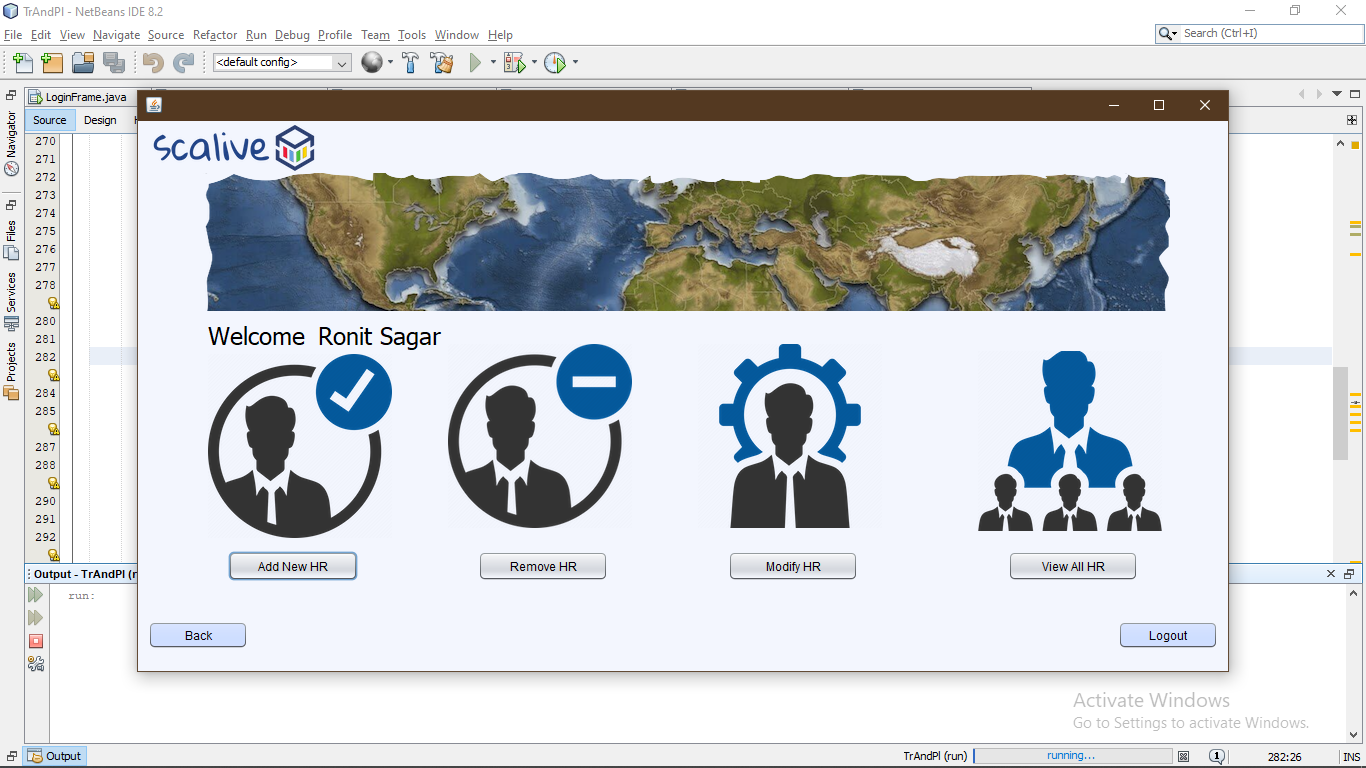 TrAndPl - NetBeans IDE 8.2
File Edit View Navigate Source Refactor Run Debug Profile Team Tools Window Help
Search (Ctrl+I)
<default config>
LoginFrame.java
Source Design
Navigator
Files
Services
Projects
270
271
272
273
274
275
276
277
278
280
281
282
284
285
287
288
290
291
292
scalive
Welcome Ronit Sagar
Add New HR
Remove HR
Modify HR
View All HR
Back
Logout
Output - TrAndPl (r
run:
Activate Windows
Go to Settings to activate Windows.
Output
TrAndPl (run)
running...
1
282:26
INS